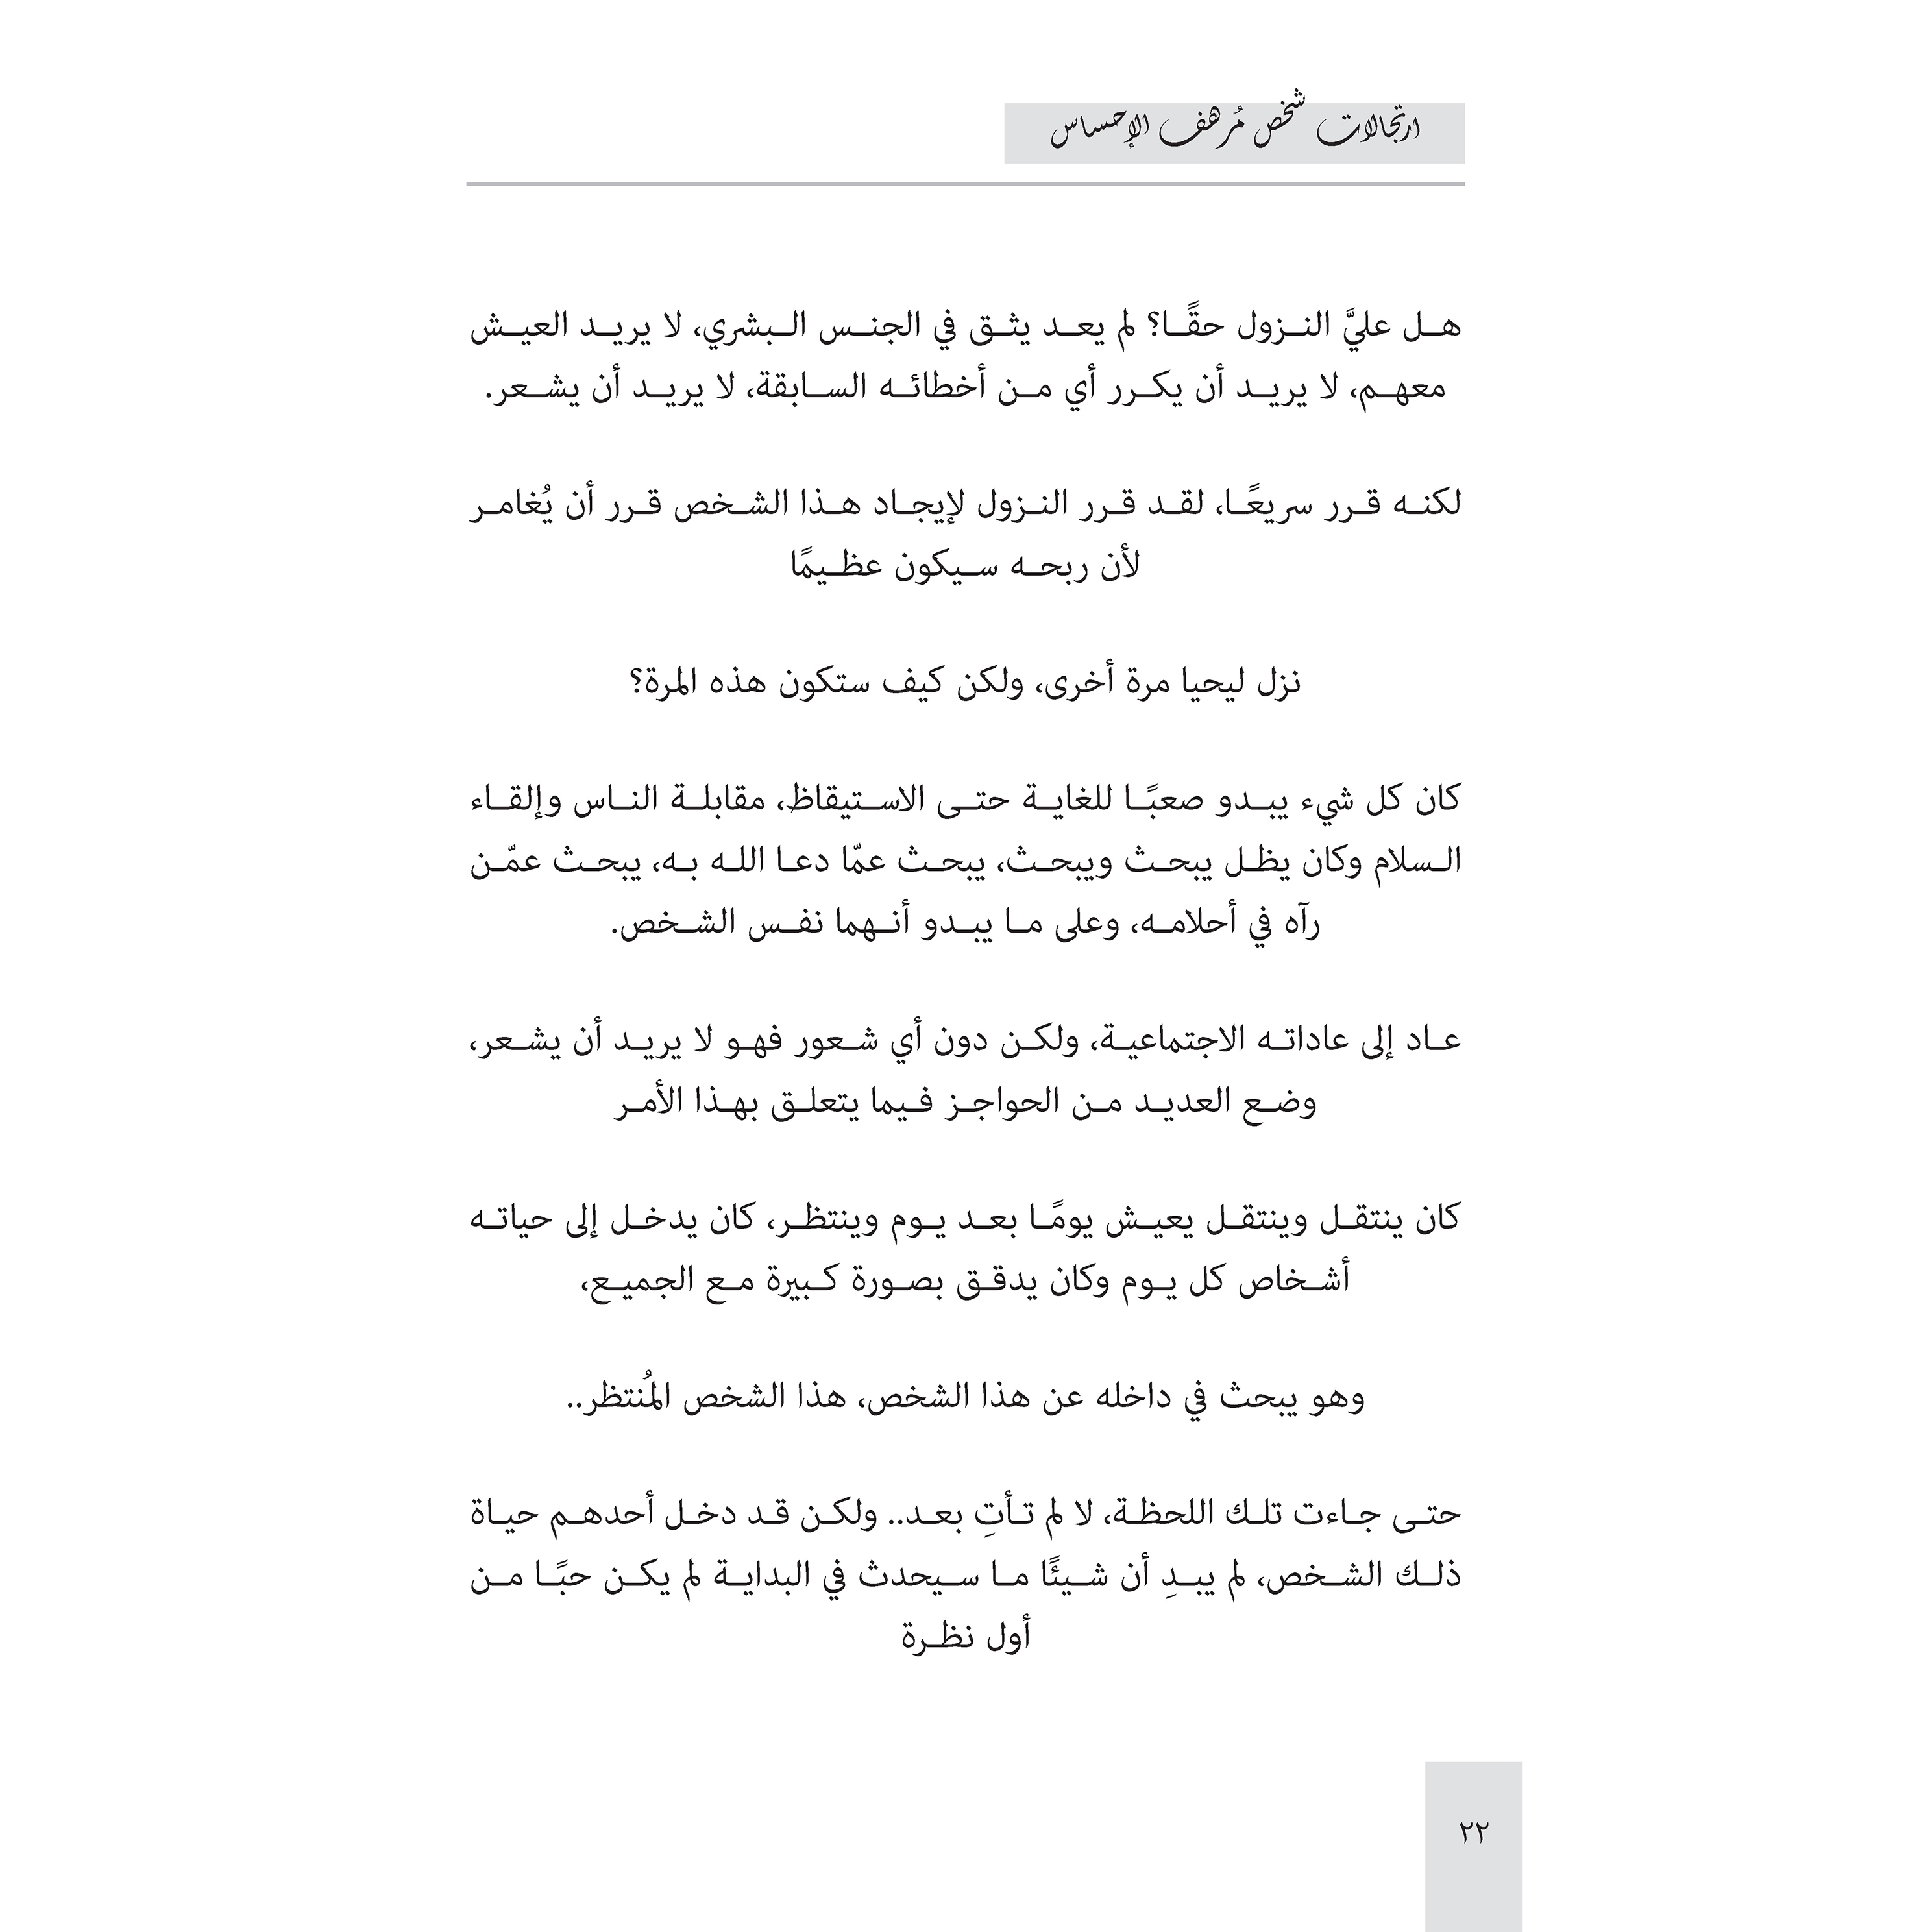 ارتجالات شخص مُرهف الإحساس
هل عليَّ النزول حقًّا؟ لم يعد يثق في الجنس البشري، لا يريد العيش
معهم، لا يريد أن يكرر أي من أخطائه السابقة، لا يريد أن يشعر.
لكنه قرر سريعًا، لقد قرر النزول لإيجاد هذا الشخص قرر أن يُغامر
لأن ربحه سيكون عظيمًا
نزل ليحيا مرة أخرى، ولكن كيف ستكون هذه المرة؟
كان كل شيء يبدو صعبًا للغاية حتى الاستيقاظ، مقابلة الناس وإلقاء
السلام وكان يظل يبحث ويبحث، يبحث عمّا دعا الله به، يبحث عمّن
رآه في أحلامه، وعلى ما يبدو أنهما نفس الشخص.
عاد إلى عاداته الاجتماعية، ولكن دون أي شعور فهو لا يريد أن يشعر،
وضع العديد من الحواجز فيما يتعلق بهذا الأمر
كان ينتقل وينتقل يعيش يومًا بعد يوم وينتظر، كان يدخل إلى حياته
أشخاص كل يوم وكان يدقق بصورة كبيرة مع الجميع،
وهو يبحث في داخله عن هذا الشخص، هذا الشخص المُنتظر..
حتى جاءت تلك اللحظة، لا لم تأتِ بعد.. ولكن قد دخل أحدهم حياة
ذلك الشخص، لم يبدِ أن شيئًا ما سيحدث في البداية لم يكن حبًا من
أول نظرة
٢٢